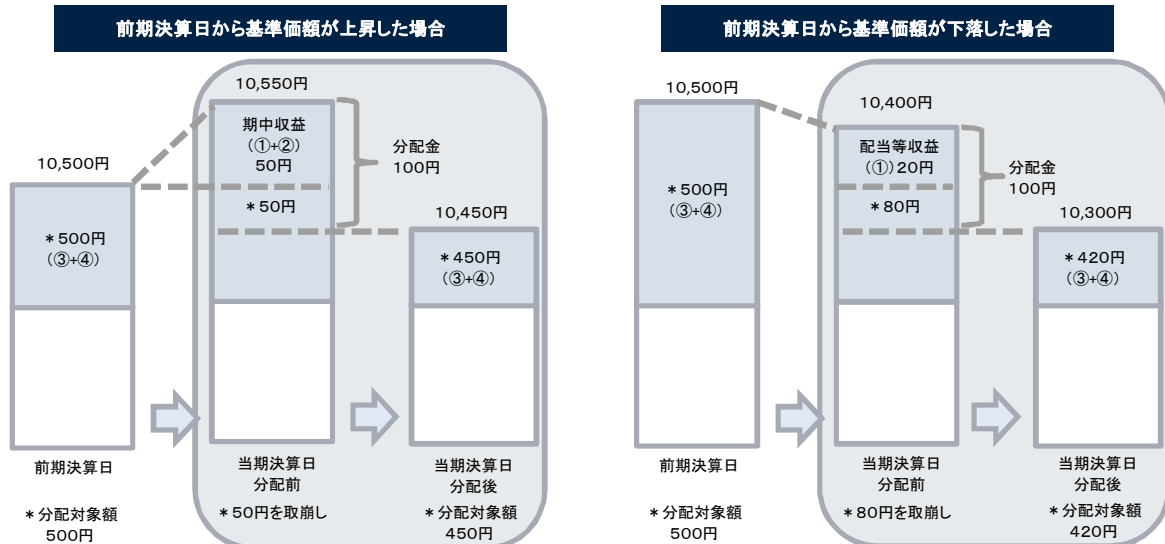 前期決算日から基準価額が上昇した場合
10,500円
*500円
(③+④)
前期決算日
*分配対象額
500円
10,550円
期中収益
(①+②)
50円
*50円
分配金
100円
当期決算日
分配前
*50円を取崩し
10,450円
*450円
(③+④)
当期決算日
分配後
*分配対象額
450円
前期決算日から基準価額が下落した場合
10,500円
*500円
(③+④)
前期決算日
*分配対象額
500円
10,400円
配当等収益
(①)20円
*80円
分配金
100円
当期決算日
分配前
*80円を取崩し
10,300円
*420円
(③+④)
当期決算日
分配後
*分配対象額
420円